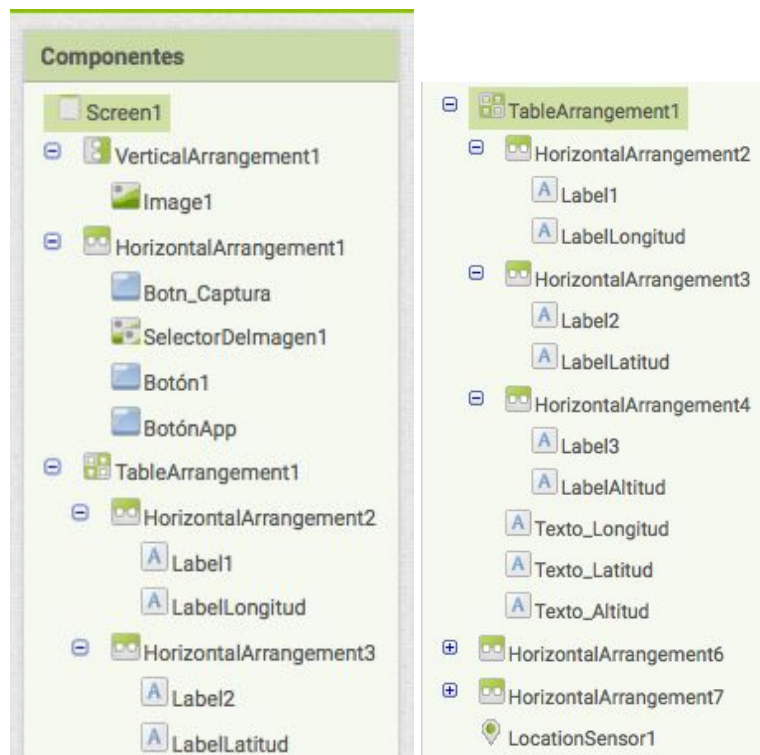 Componentes
Screen1
VerticalArrangement1
Image1
HorizontalArrangement1
Botn_Captura
SelectorDeImagen1
Botón1
BotónApp
TableArrangement1
HorizontalArrangement2
A Label1
A LabelLongitud
HorizontalArrangement3
A Label2
A LabelLatitud
TableArrangement1
HorizontalArrangement2
A Label1
A LabelLongitud
HorizontalArrangement3
A Label2
A LabelLatitud
HorizontalArrangement4
A Label3
A LabelAltitud
A Texto_Longitud
A Texto_Latitud
A Texto_Altitud
HorizontalArrangement6
HorizontalArrangement7
LocationSensor1